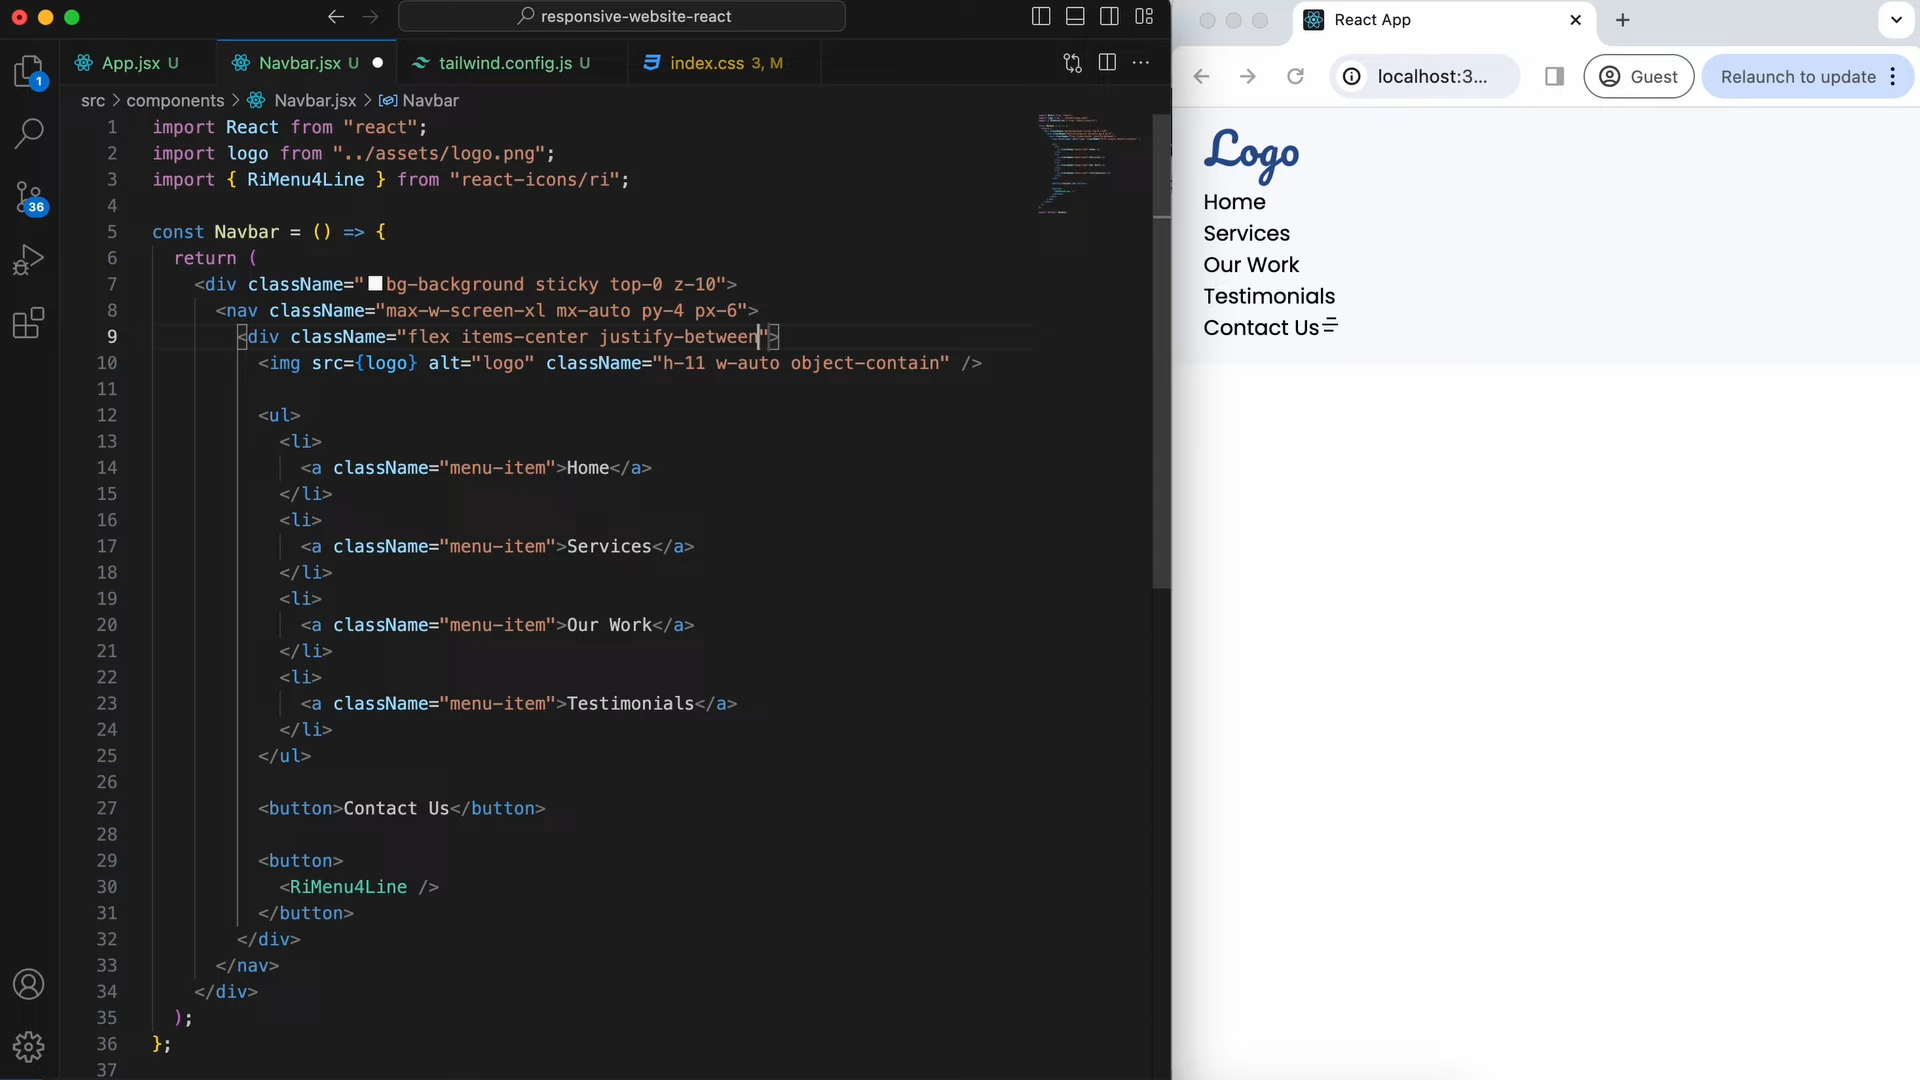 responsive-website-react
App.jsx U
Navbar.jsx U
tailwind.config.js U
index.css 3, M
1
36
src > components > Navbar.jsx > Navbar
1 import React from "react";
2 import logo from "../assets/logo.png";
3 import { RiMenu4Line } from "react-icons/ri";
4
5 const Navbar = () => {
6 return (
7 <div className="bg-background sticky top-0 z-10">
8 <nav className="max-w-screen-xl mx-auto py-4 px-6">
9 <div className="flex items-center justify-between">
10 <img src={logo} alt="logo" className="h-11 w-auto object-contain" />
11
12 <ul>
13 <li>
14 <a className="menu-item">Home</a>
15 </li>
16 <li>
17 <a className="menu-item">Services</a>
18 </li>
19 <li>
20 <a className="menu-item">Our Work</a>
21 </li>
22 <li>
23 <a className="menu-item">Testimonials</a>
24 </li>
25 </ul>
26
27 <button>Contact Us</button>
28
29 <button>
30 <RiMenu4Line />
31 </button>
32 </div>
33 </nav>
34 </div>
35 );
36 };
37
React App
localhost:3...
Guest
Relaunch to update
Logo
Home
Services
Our Work
Testimonials
Contact Us